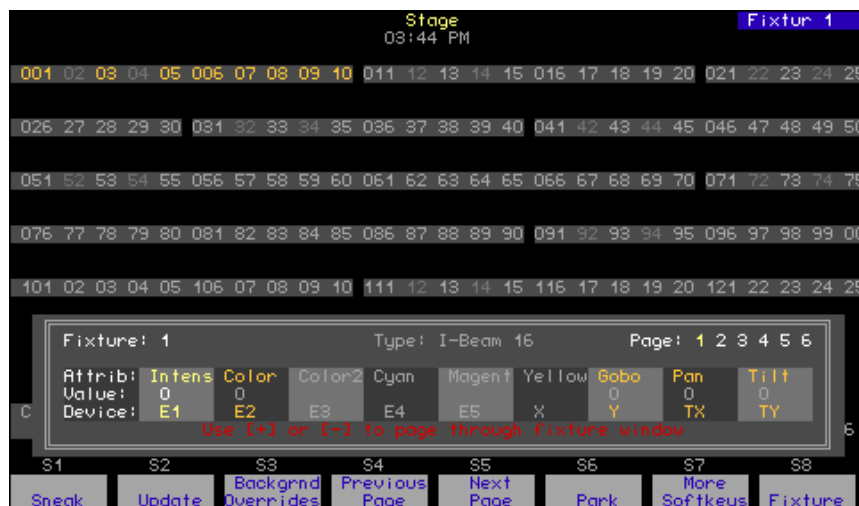 Stage
Fixtur 1
03:44 PM
001 02 03 04 05 006 07 08 09 10 011 12 13 14 15 016 17 18 19 20 021 22 23 24 25
026 27 28 29 30 031 32 33 34 35 036 37 38 39 40 041 42 43 44 45 046 47 48 49 50
051 52 53 54 55 056 57 58 59 60 061 62 63 64 65 066 67 68 69 70 071 72 73 74 75
076 77 78 79 80 081 82 83 84 85 086 87 88 89 90 091 92 93 94 95 096 97 98 99 00
101 02 03 04 05 106 07 08 09 10 111 12 13 14 15 116 17 18 19 20 121 22 23 24 25
Fixture: 1 Type: I-Beam 16 Page: 1 2 3 4 5 6
Attrib: Intens Color Color2 Cyan Magent Yellow Gobo Pan Tilt
Value: 0 0 0 0 0
Device: E1 E2 E3 E4 E5 X Y TX TY
Use [+] or [-] to page through fixture window
C 6
S1 S2 S3 S4 S5 S6 S7 S8
Backgrnd Previous Next More
Sneak Update Overrides Page Page Park Softkeys Fixture